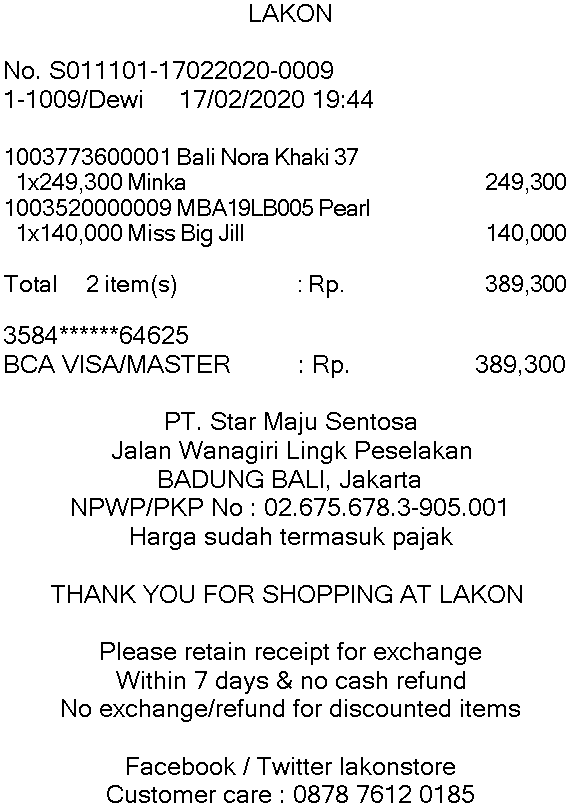 LAKON
No. S011101-17022020-0009
1-1009/Dewi 17/02/2020 19:44
1003773600001 Bali Nora Khaki 37
1x249,300 Minka 249,300
1003520000009 MBA19LB005 Pearl
1x140,000 Miss Big Jill 140,000
Total 2 item(s) : Rp. 389,300
3584******64625
BCA VISA/MASTER : Rp. 389,300
PT. Star Maju Sentosa
Jalan Wanagiri Lingk Peselakan
BADUNG BALI, Jakarta
NPWP/PKP No : 02.675.678.3-905.001
Harga sudah termasuk pajak
THANK YOU FOR SHOPPING AT LAKON
Please retain receipt for exchange
Within 7 days & no cash refund
No exchange/refund for discounted items
Facebook / Twitter lakonstore
Customer care : 0878 7612 0185